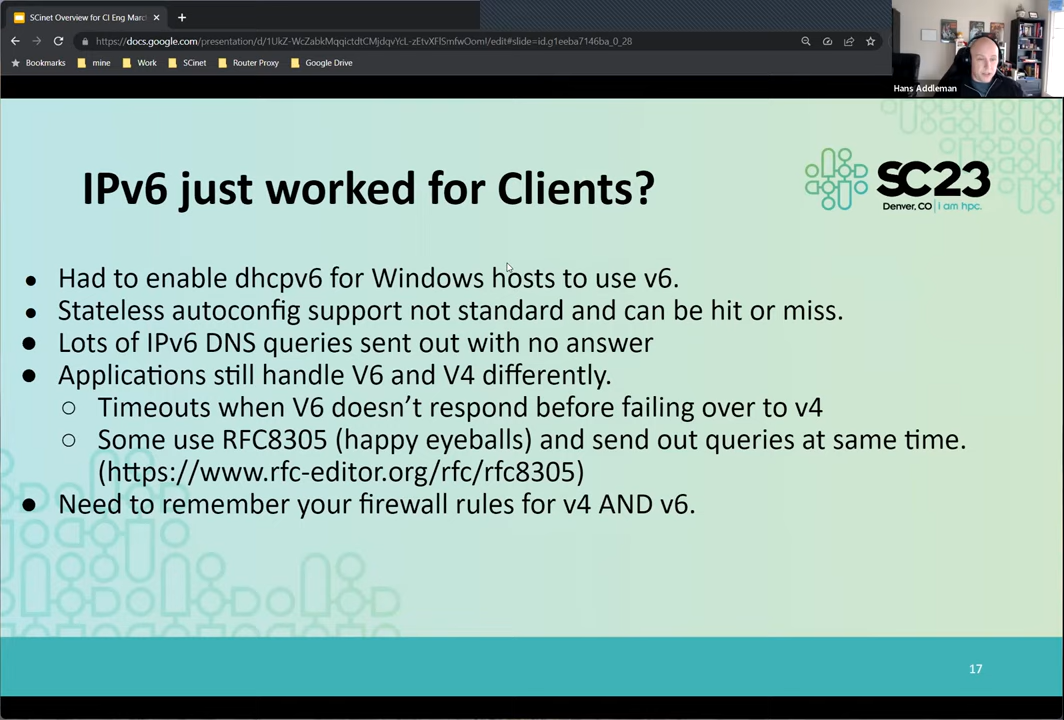 SCinet Overview for CI Eng Marc
https://docs.google.com/presentation/d/1UkZ-WcZabkMqqictdtCMjdqvYcL-zEtvXFlSmfwOomI/edit#slide=id.g1eeba7146ba_0_28
Bookmarks mine Work SCinet Router Proxy Google Drive
Hans Addleman
IPv6 just worked for Clients?
SC23
Denver, CO | i am hpc.
● Had to enable dhcpv6 for Windows hosts to use v6.
● Stateless autoconfig support not standard and can be hit or miss.
● Lots of IPv6 DNS queries sent out with no answer
● Applications still handle V6 and V4 differently.
○ Timeouts when V6 doesn’t respond before failing over to v4
○ Some use RFC8305 (happy eyeballs) and send out queries at same time.
(https://www.rfc-editor.org/rfc/rfc8305)
● Need to remember your firewall rules for v4 AND v6.
17